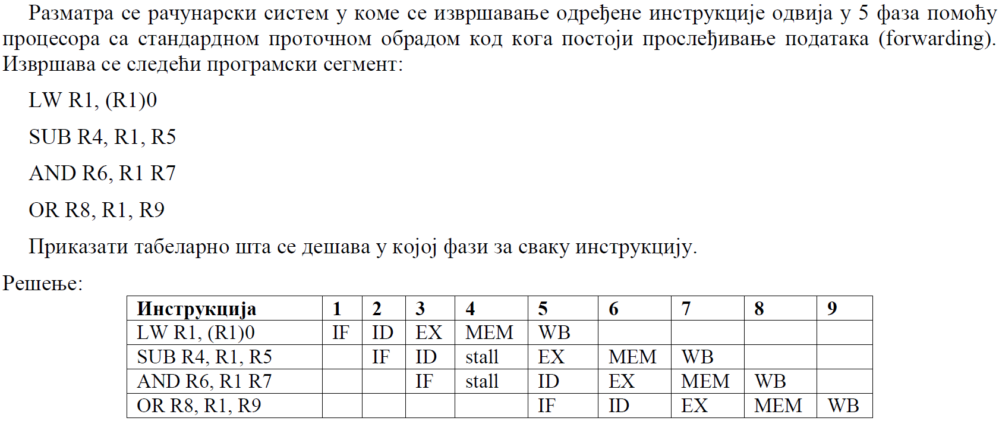 Разматра се рачунарски систем у коме се извршавање одређене инструкције одвија у 5 фаза помоћу
процесора са стандардном проточном обрадом код кога постоји прослеђивање података (forwarding).
Извршава се следећи програмски сегмент:
LW R1, (R1)0
SUB R4, R1, R5
AND R6, R1 R7
OR R8, R1, R9
Приказати табеларно шта се дешава у којој фази за сваку инструкцију.
Решење:
Инструкција 1 2 3 4 5 6 7 8 9
LW R1, (R1)0 IF ID EX MEM WB
SUB R4, R1, R5 IF ID stall EX MEM WB
AND R6, R1 R7 IF stall ID EX MEM WB
OR R8, R1, R9 IF ID EX MEM WB